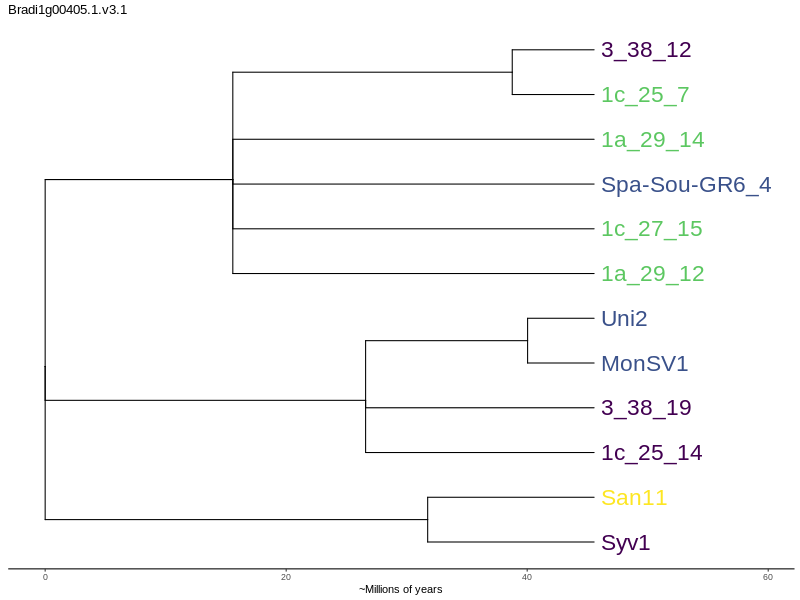 Bradi1g00405.1.v3.1
3_38_12
1c_25_7
1a_29_14
Spa-Sou-GR6_4
1c_27_15
1a_29_12
Uni2
MonSV1
3_38_19
1c_25_14
San11
Syv1
0 20 40 60
~Millions of years